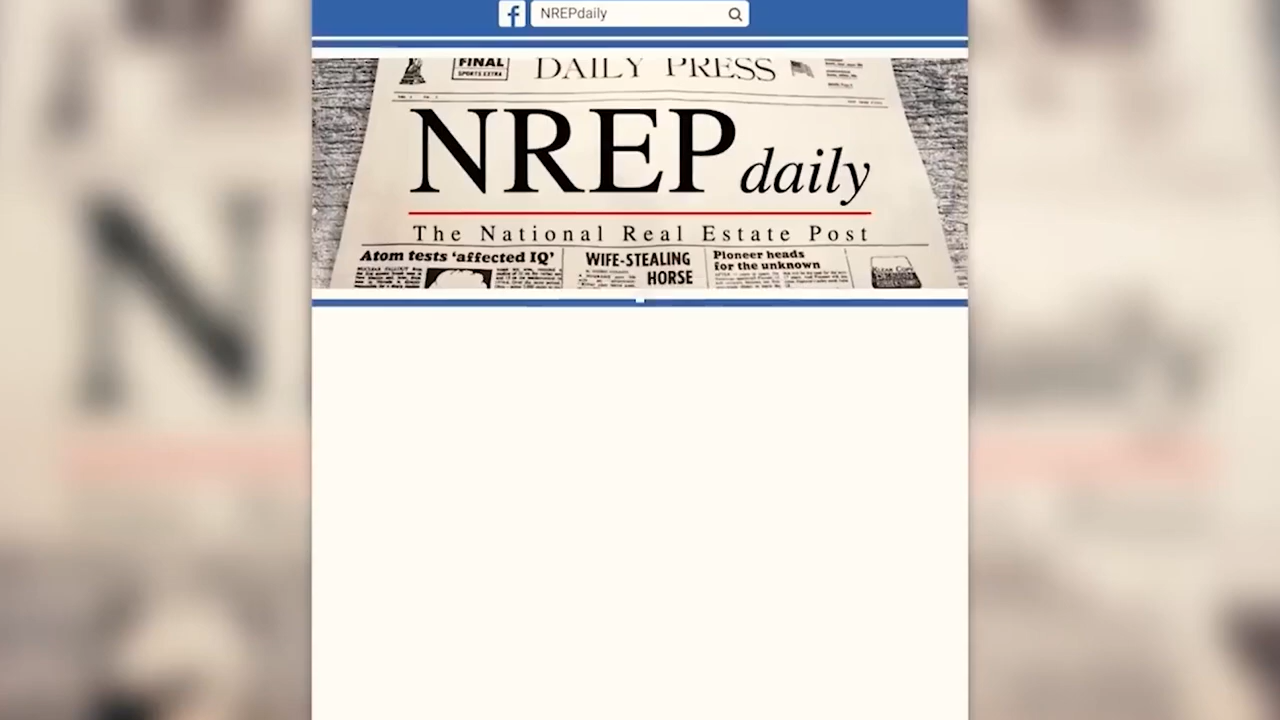 f NREPdaily
FINAL
SPORTS EXTRA
DAILY PRESS
NREP daily
The National Real Estate Post
Atom tests ‘affected IQ’
WIFE-STEALING
HORSE
Pioneer heads
for the unknown